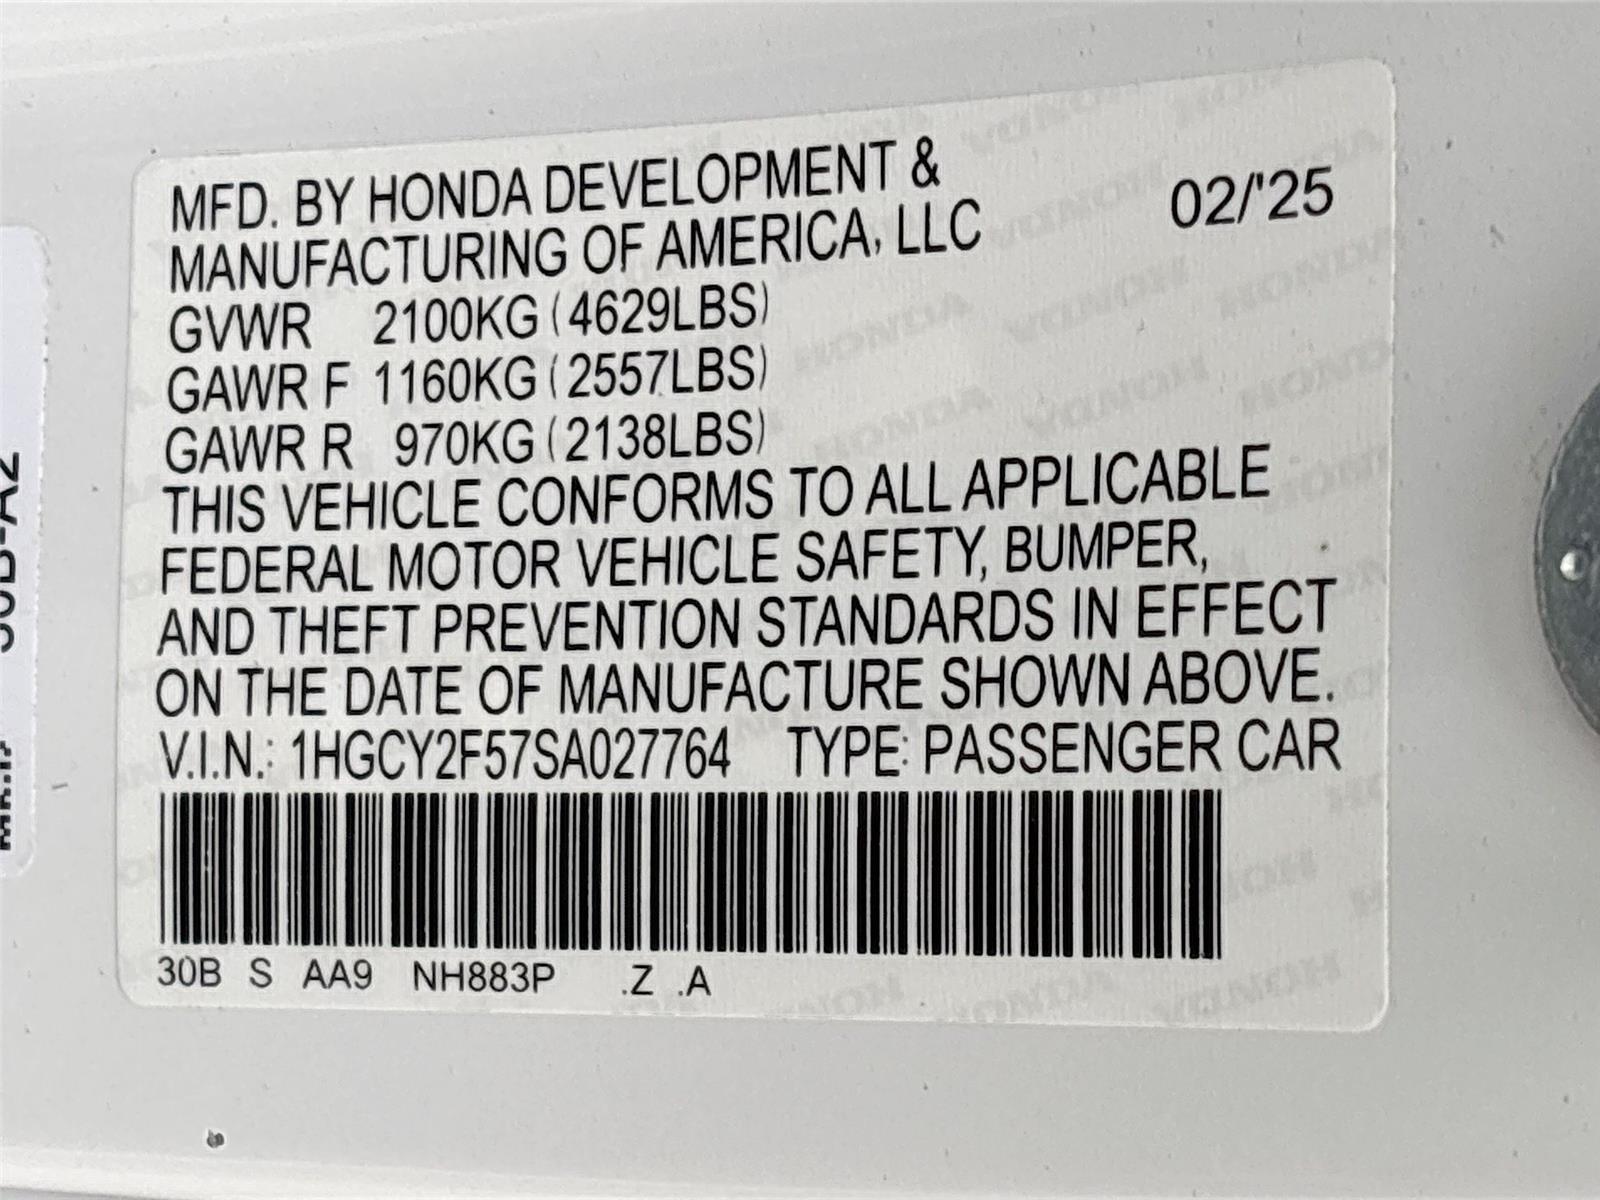 MFD. BY HONDA DEVELOPMENT &
MANUFACTURING OF AMERICA, LLC
02/'25
GVWR 2100KG (4629LBS)
GAWR F 1160KG (2557LBS)
GAWR R 970KG (2138LBS)
THIS VEHICLE CONFORMS TO ALL APPLICABLE
FEDERAL MOTOR VEHICLE SAFETY, BUMPER,
AND THEFT PREVENTION STANDARDS IN EFFECT
ON THE DATE OF MANUFACTURE SHOWN ABOVE.
V.I.N.: 1HGCY2F57SA027764 TYPE: PASSENGER CAR
30B S AA9 NH883P .Z .A